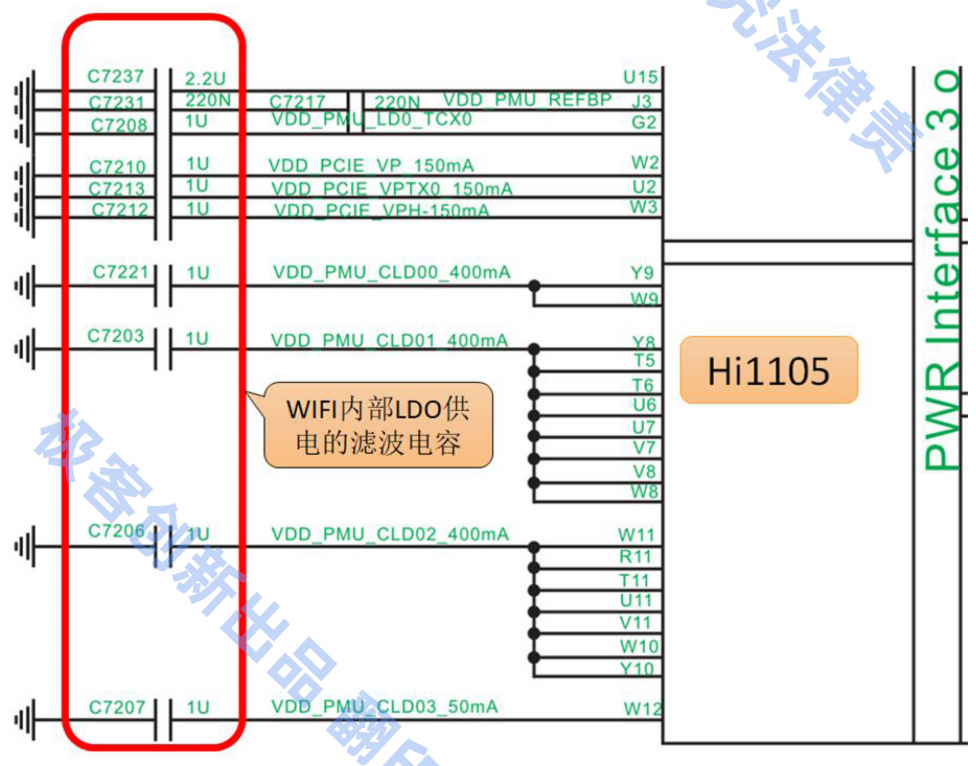 究法律责
C7237 2.2U U15
C7231 220N C7217 220N VDD_PMU_REFBP J3
C7208 1U VDD_PMU_LD0_TCX0 G2
C7210 1U VDD_PCIE_VP_150mA W2
C7213 1U VDD_PCIE_VPTX0_150mA U2
C7212 1U VDD_PCIE_VPH-150mA W3
C7221 1U VDD_PMU_CLD00_400mA Y9
W9
C7203 1U VDD_PMU_CLD01_400mA Y8
T5
T6
U6
U7
V7
V8
W8
Hi1105
PWR Interface 3 o
WIFI内部LDO供
电的滤波电容
C7206 1U VDD_PMU_CLD02_400mA W11
R11
T11
U11
V11
W10
Y10
C7207 1U VDD_PMU_CLD03_50mA W12
极客创新出品 翻印